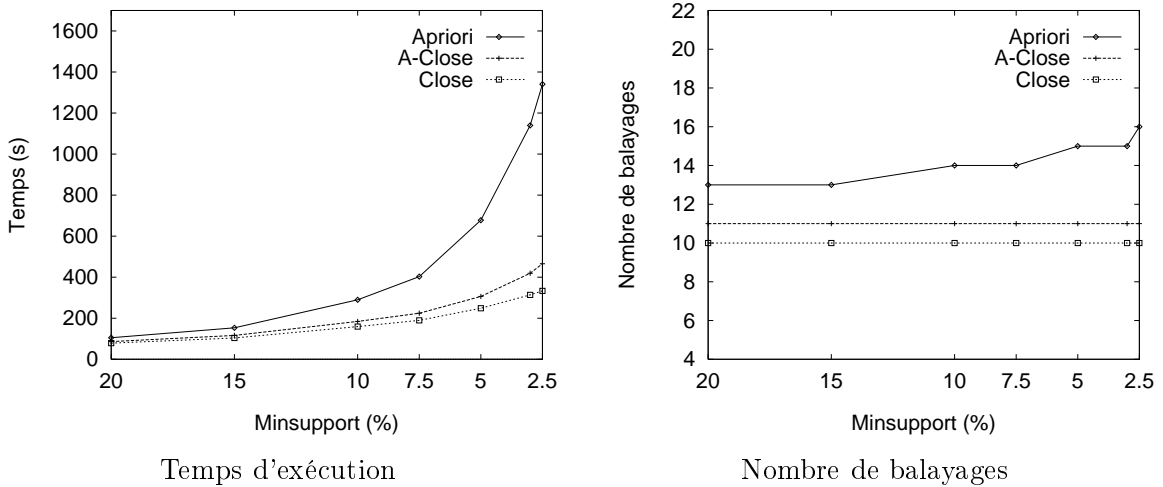 1600
1400
1200
1000
800
600
400
200
0
Temps (s)
Apriori
A-Close
Close
20 15 10 7.5 5 2.5
Minsupport (%)
Temps d'exécution
22
20
18
16
14
12
10
8
6
4
Nombre de balayages
Apriori
A-Close
Close
20 15 10 7.5 5 2.5
Minsupport (%)
Nombre de balayages